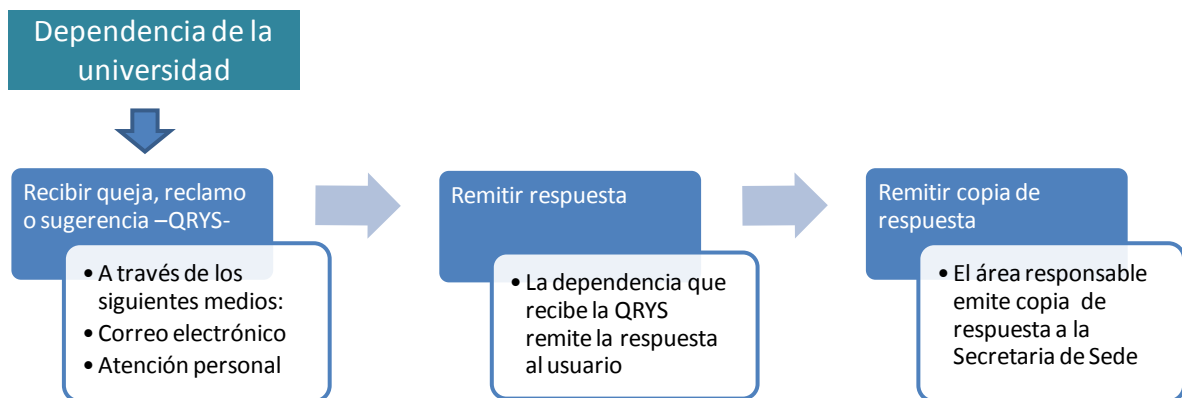 Dependencia de la
universidad
Recibir queja, reclamo
o sugerencia –QRYS-
• A través de los
siguientes medios:
• Correo electrónico
• Atención personal
Remitir respuesta
• La dependencia que
recibe la QRYS
remite la respuesta
al usuario
Remitir copia de
respuesta
• El área responsable
emite copia de
respuesta a la
Secretaria de Sede